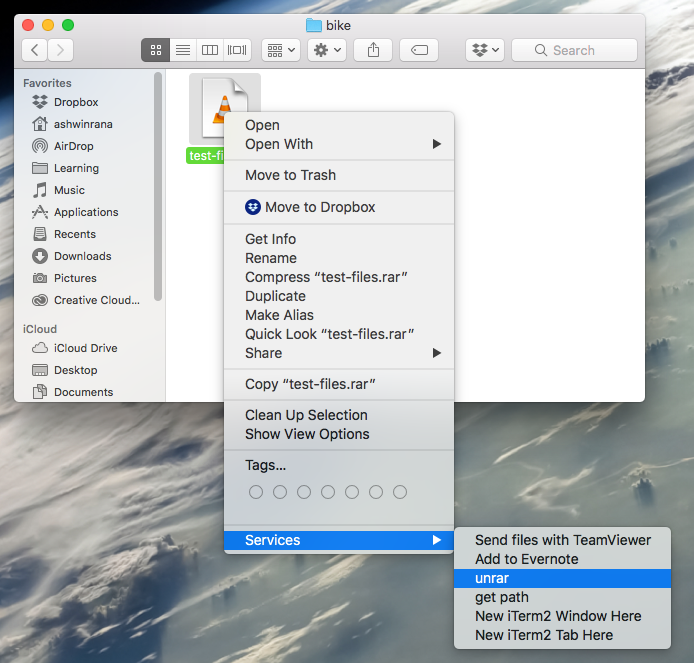 bike
Search
Favorites
Dropbox
ashwinrana
AirDrop
Learning
Music
Applications
Recents
Downloads
Pictures
Creative Cloud...
iCloud
iCloud Drive
Desktop
Documents
test-fi
Open
Open With
Move to Trash
Move to Dropbox
Get Info
Rename
Compress “test-files.rar”
Duplicate
Make Alias
Quick Look “test-files.rar”
Share
Copy “test-files.rar”
Clean Up Selection
Show View Options
Tags...
Services
Send files with TeamViewer
Add to Evernote
unrar
get path
New iTerm2 Window Here
New iTerm2 Tab Here